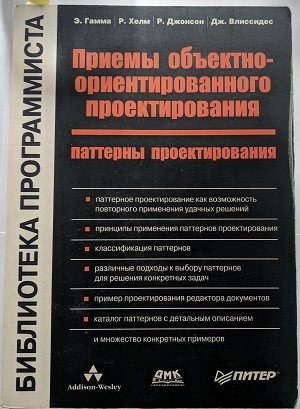 Э. Гамма Р. Хелм Р. Джонсон Дж. Влиссидес
Приемы объектно-
ориентированного
проектирования
паттерны проектирования
паттерное проектирование как возможность
повторного применения удачных решений
принципы применения паттернов проектирования
классификация паттернов
различные подходы к выбору паттернов
для решения конкретных задач
пример проектирования редактора документов
каталог паттернов с детальным описанием
и множество конкретных примеров
БИБЛИОТЕКА ПРОГРАММИСТА
Addison-Wesley
ДМК
ПИТЕР